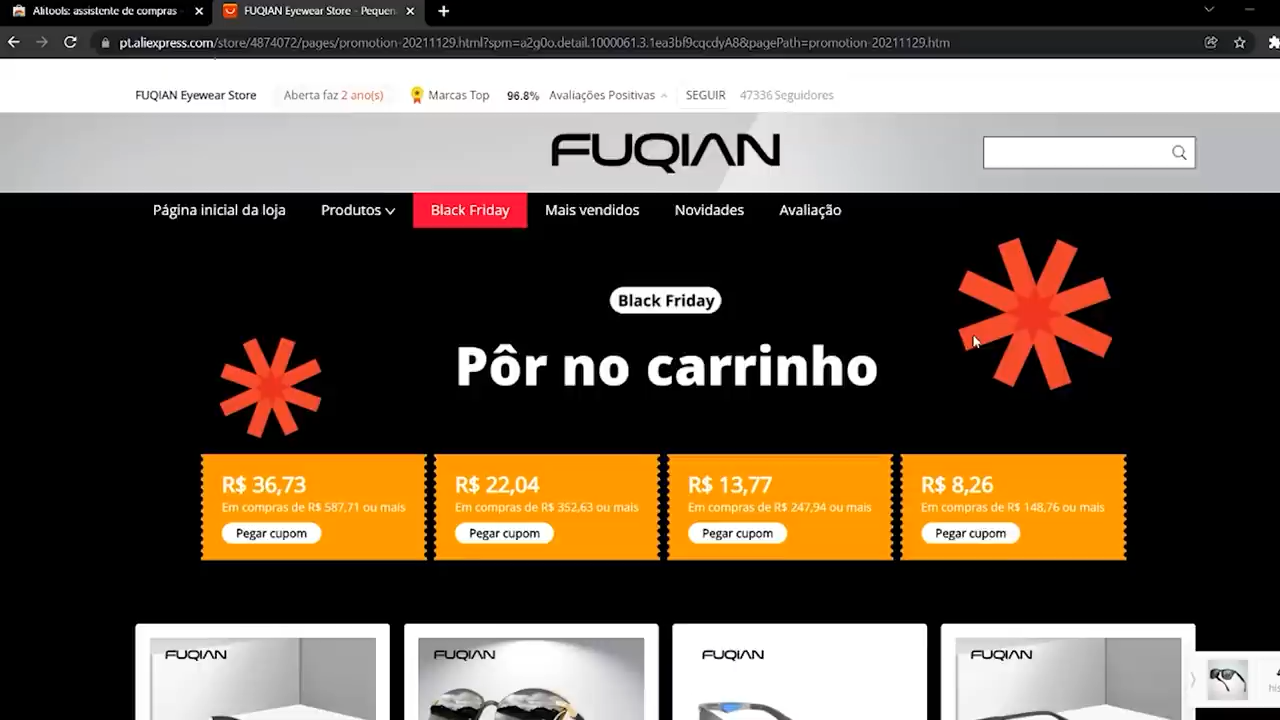 Alitools: assistente de compras
FUQIAN Eyewear Store - Pequen
pt.aliexpress.com/store/4874072/pages/promotion-20211129.html?spm=a2g0o.detail.1000061.3.1ea3bf9cqcdyA8&pagePath=promotion-20211129.htm
FUQIAN Eyewear Store Aberta faz 2 ano(s) Marcas Top 96.8% Avaliações Positivas SEGUIR 47336 Seguidores
FUQIAN
Página inicial da loja Produtos Black Friday Mais vendidos Novidades Avaliação
Black Friday
Pôr no carrinho
R$ 36,73
Em compras de R$ 587,71 ou mais
Pegar cupom
R$ 22,04
Em compras de R$ 352,63 ou mais
Pegar cupom
R$ 13,77
Em compras de R$ 247,94 ou mais
Pegar cupom
R$ 8,26
Em compras de R$ 148,76 ou mais
Pegar cupom
FUQIAN
FUQIAN
FUQIAN
FUQIAN